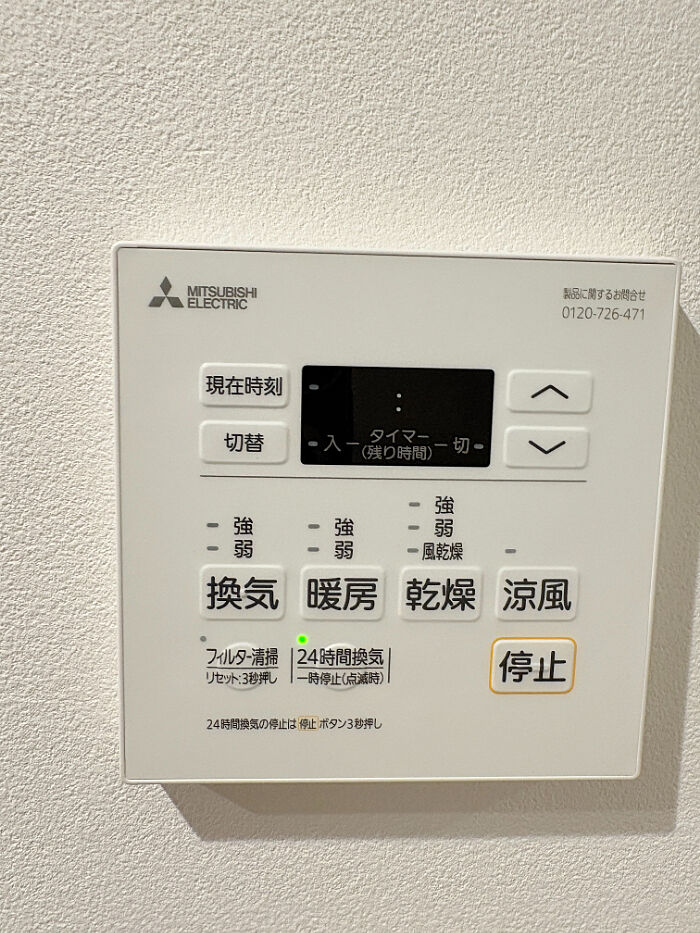 MITSUBISHI
ELECTRIC
製品に関するお問合せ
0120-726-471
現在時刻
切替
:
入 タイマー 切
(残り時間)
強
弱
強
弱
強
弱
風乾燥
換気 暖房 乾燥 涼風
フィルター清掃
リセット:3秒押し
24時間換気
一時停止(点滅時)
停止
24時間換気の停止は 停止 ボタン3秒押し